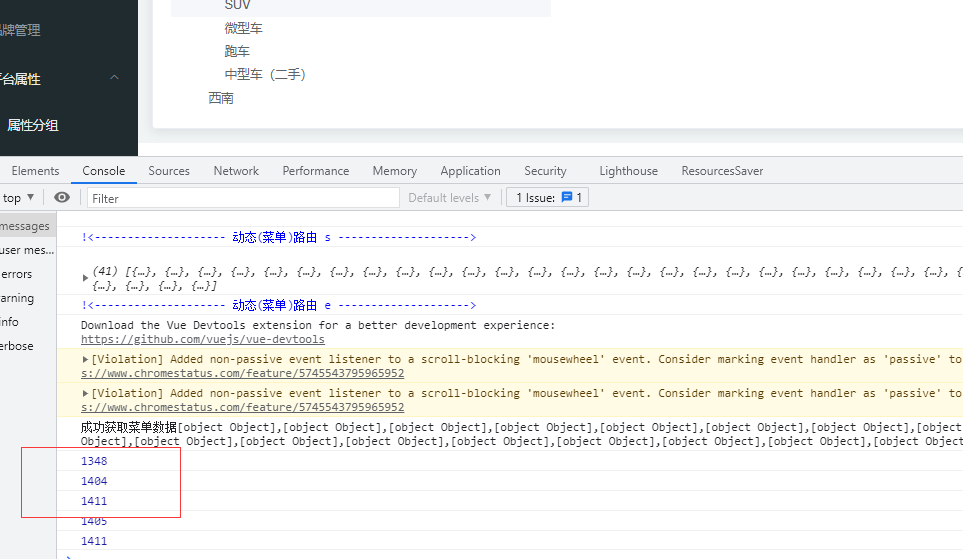 SUV
品牌管理
微型车
跑车
平台属性
中型车（二手）
西南
属性分组
Elements Console Sources Network Performance Memory Application Security Lighthouse ResourcesSaver
top ▼ Filter Default levels ▼ 1 Issue: 1
messages
user mes...
errors
arning
info
erbose
!<-------------------- 动态(菜单)路由 s -------------------->
(41) [{…}, {…}, {…}, {…}, {…}, {…}, {…}, {…}, {…}, {…}, {…}, {…}, {…}, {…}, {…}, {…}, {…}, {…}, {…}, {…}, {…}, {…}, {…}, {…}, {…}, {
{…}, {…}, {…}, {…}]
!<-------------------- 动态(菜单)路由 e -------------------->
Download the Vue Devtools extension for a better development experience:
https://github.com/vuejs/vue-devtools
[Violation] Added non-passive event listener to a scroll-blocking 'mousewheel' event. Consider marking event handler as 'passive' to
s://www.chromestatus.com/feature/5745543795965952
[Violation] Added non-passive event listener to a scroll-blocking 'mousewheel' event. Consider marking event handler as 'passive' to
s://www.chromestatus.com/feature/5745543795965952
成功获取菜单数据[object Object],[object Object],[object Object],[object Object],[object Object],[object Object],[object Object],[object
Object],[object Object],[object Object],[object Object],[object Object],[object Object],[object Object],[object Object
1348
1404
1411
1405
1411